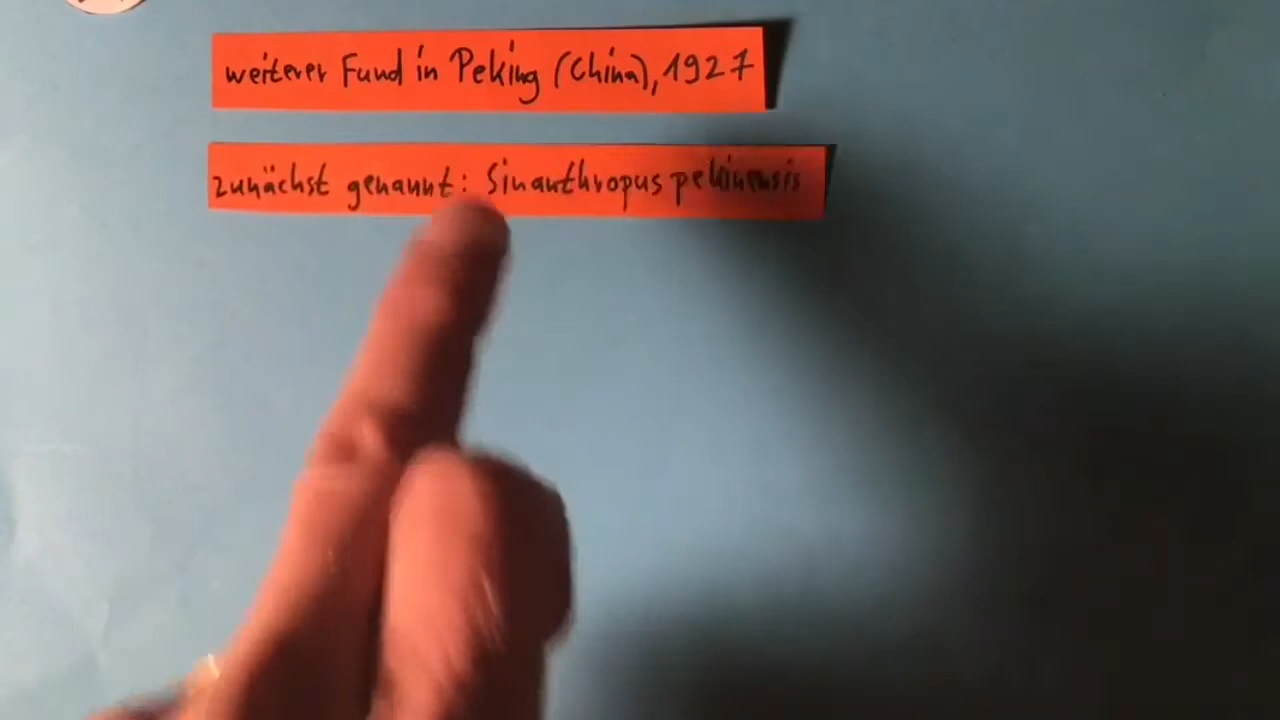 weiterer Fund in Peking (China), 1927
zunächst genannt: Sinanthropus pekinensis